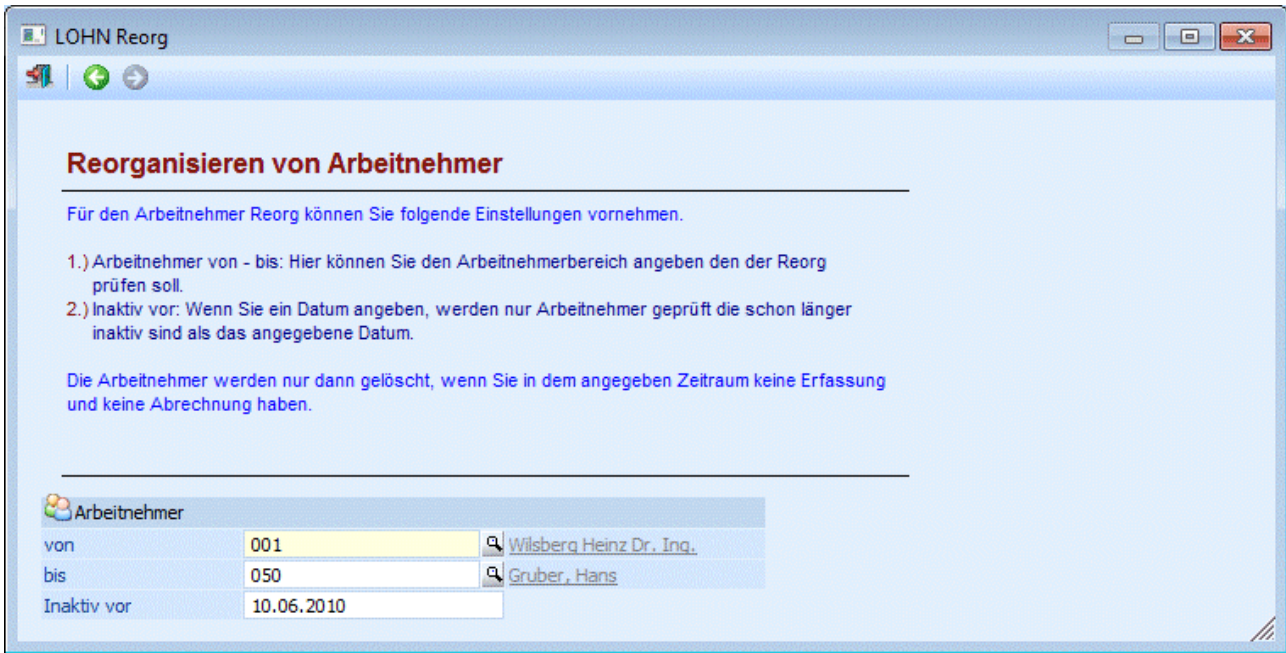 LOHN Reorg
Reorganisieren von Arbeitnehmer
Für den Arbeitnehmer Reorg können Sie folgende Einstellungen vornehmen.
1.) Arbeitnehmer von - bis: Hier können Sie den Arbeitnehmerbereich angeben den der Reorg
prüfen soll.
2.) Inaktiv vor: Wenn Sie ein Datum angeben, werden nur Arbeitnehmer geprüft die schon länger
inaktiv sind als das angegebene Datum.
Die Arbeitnehmer werden nur dann gelöscht, wenn Sie in dem angegeben Zeitraum keine Erfassung
und keine Abrechnung haben.
Arbeitnehmer
von 001 Wilsberg Heinz Dr. Ing.
bis 050 Gruber, Hans
Inaktiv vor 10.06.2010